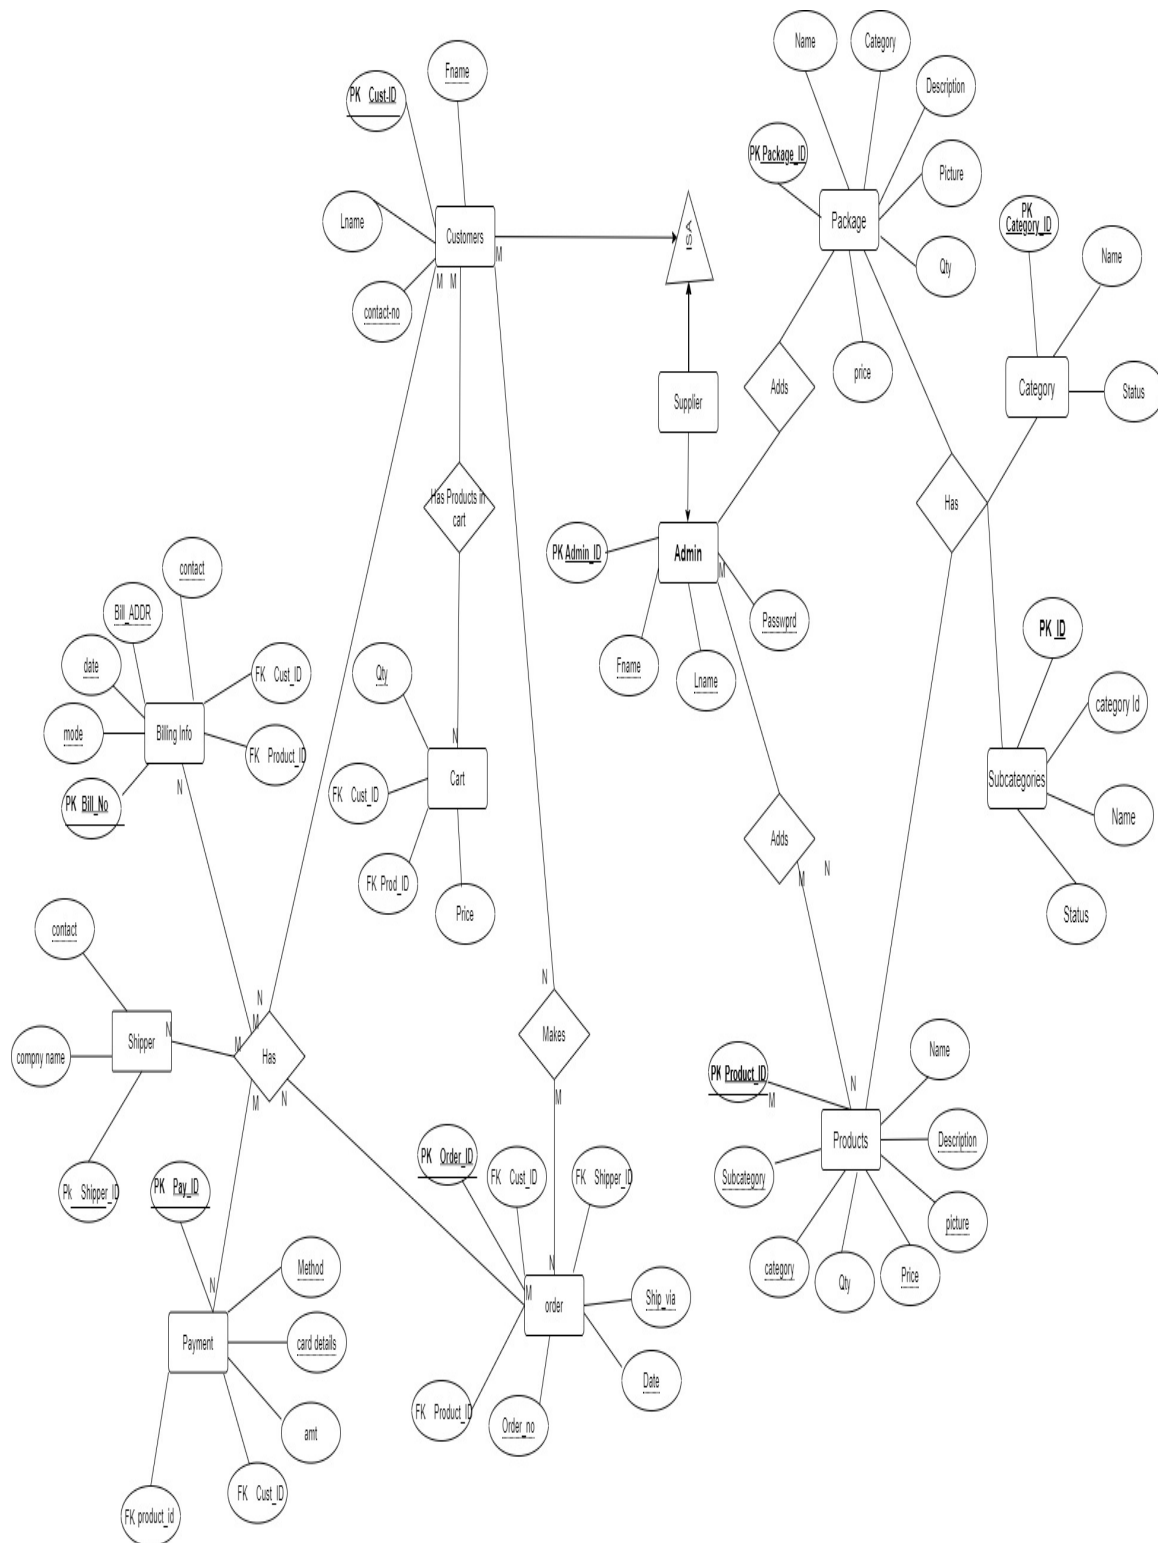 Name
Category
Fname
Description
PK Cust-ID
PK Package_ID
Picture
PK
Category_ID
Lname
Package
Customers
ISA
Name
M
Qty
M M
contact-no
price
Adds
Category
Status
Supplier
Has Products in
cart
Has
PK Admin_ID
Admin
M
contact
Bill_ADDR
Passwprd
PK ID
date
Fname
Qty
FK Cust_ID
Lname
category Id
mode
Billing Info
N
FK Product_ID
Cart
Subcategories
N
FK Cust_ID
PK Bill_No
Name
Adds
N
M
FK Prod_ID
Price
Status
contact
N
N
M
N
Makes
Shipper
M
Has
compny name
Name
PK Product_ID
N
M
M
N
M
Products
Description
PK Order_ID
FK Cust_ID
FK Shipper_ID
Subcategory
Pk Shipper_ID
PK Pay_ID
picture
Method
category
Qty
Price
N
N
M
order
Ship_via
Payment
card details
Date
FK Product_ID
Order_no
amt
FK Cust_ID
FK product_id